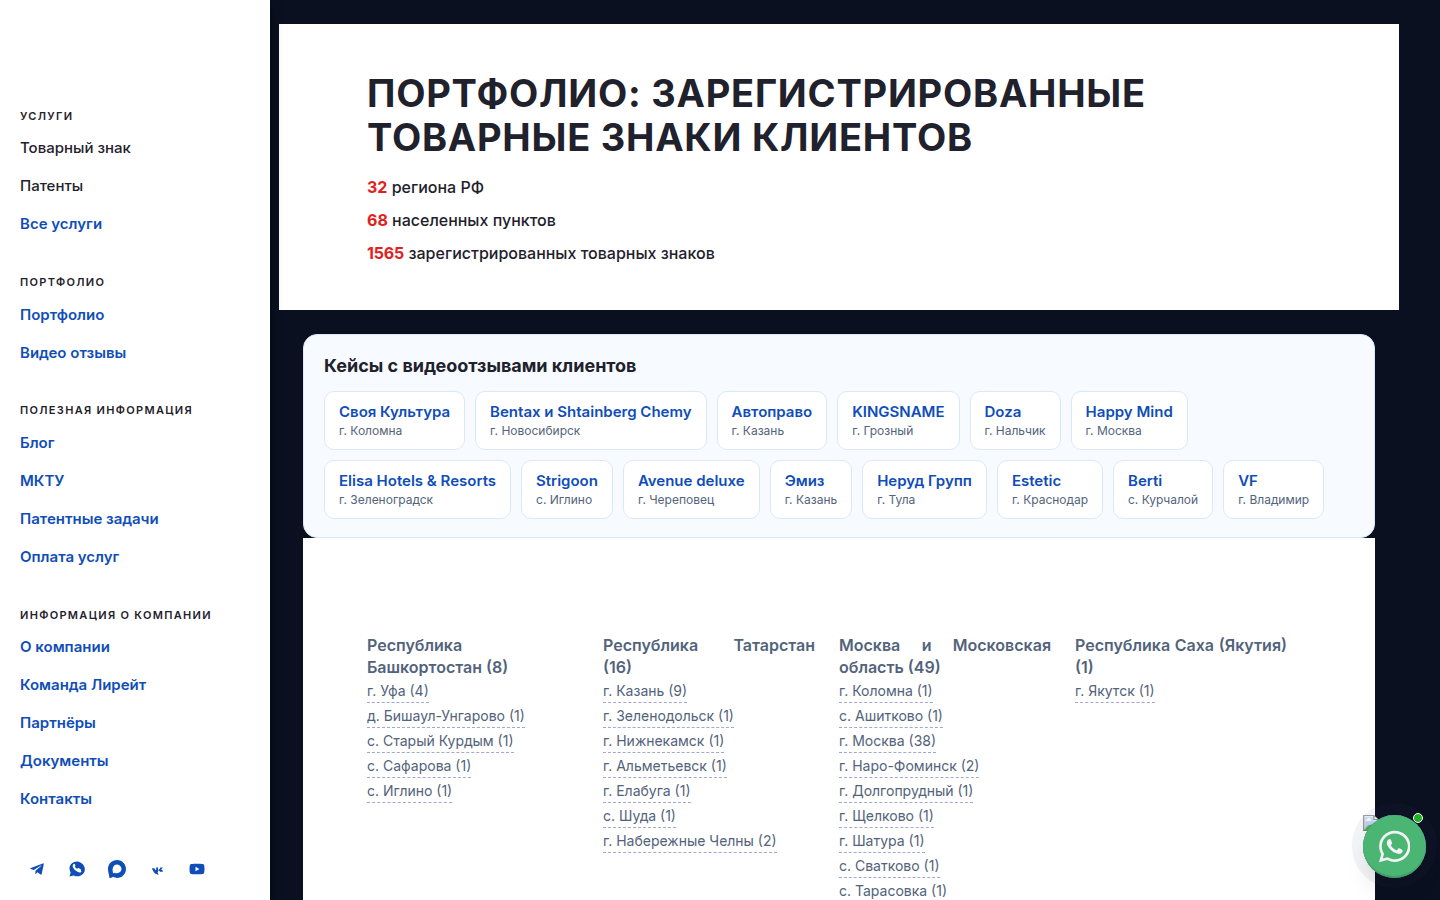 УСЛУГИ
Товарный знак
Патенты
Все услуги
ПОРТФОЛИО
Портфолио
Видео отзывы
ПОЛЕЗНАЯ ИНФОРМАЦИЯ
Блог
МКТУ
Патентные задачи
Оплата услуг
ИНФОРМАЦИЯ О КОМПАНИИ
О компании
Команда Лирейт
Партнёры
Документы
Контакты
ПОРТФОЛИО: ЗАРЕГИСТРИРОВАННЫЕ
ТОВАРНЫЕ ЗНАКИ КЛИЕНТОВ
32 региона РФ
68 населенных пунктов
1565 зарегистрированных товарных знаков
Кейсы с видеоотзывами клиентов
Своя Культура
г. Коломна
Bentax и Shtainberg Chemy
г. Новосибирск
Автоправо
г. Казань
KINGSNAME
г. Грозный
Doza
г. Нальчик
Happy Mind
г. Москва
Elisa Hotels & Resorts
г. Зеленоградск
Strigoon
с. Иглино
Avenue deluxe
г. Череповец
Эмиз
г. Казань
Неруд Групп
г. Тула
Estetic
г. Краснодар
Berti
с. Курчалой
VF
г. Владимир
Республика
Башкортостан (8)
г. Уфа (4)
д. Бишаул-Унгарово (1)
с. Старый Курдым (1)
с. Сафарова (1)
с. Иглино (1)
Республика Татарстан
(16)
г. Казань (9)
г. Зеленодольск (1)
г. Нижнекамск (1)
г. Альметьевск (1)
г. Елабуга (1)
с. Шуда (1)
г. Набережные Челны (2)
Москва и Московская
область (49)
г. Коломна (1)
с. Ашитково (1)
г. Москва (38)
г. Наро-Фоминск (2)
г. Долгопрудный (1)
г. Щелково (1)
г. Шатура (1)
с. Сватково (1)
с. Тарасовка (1)
Республика Саха (Якутия)
(1)
г. Якутск (1)